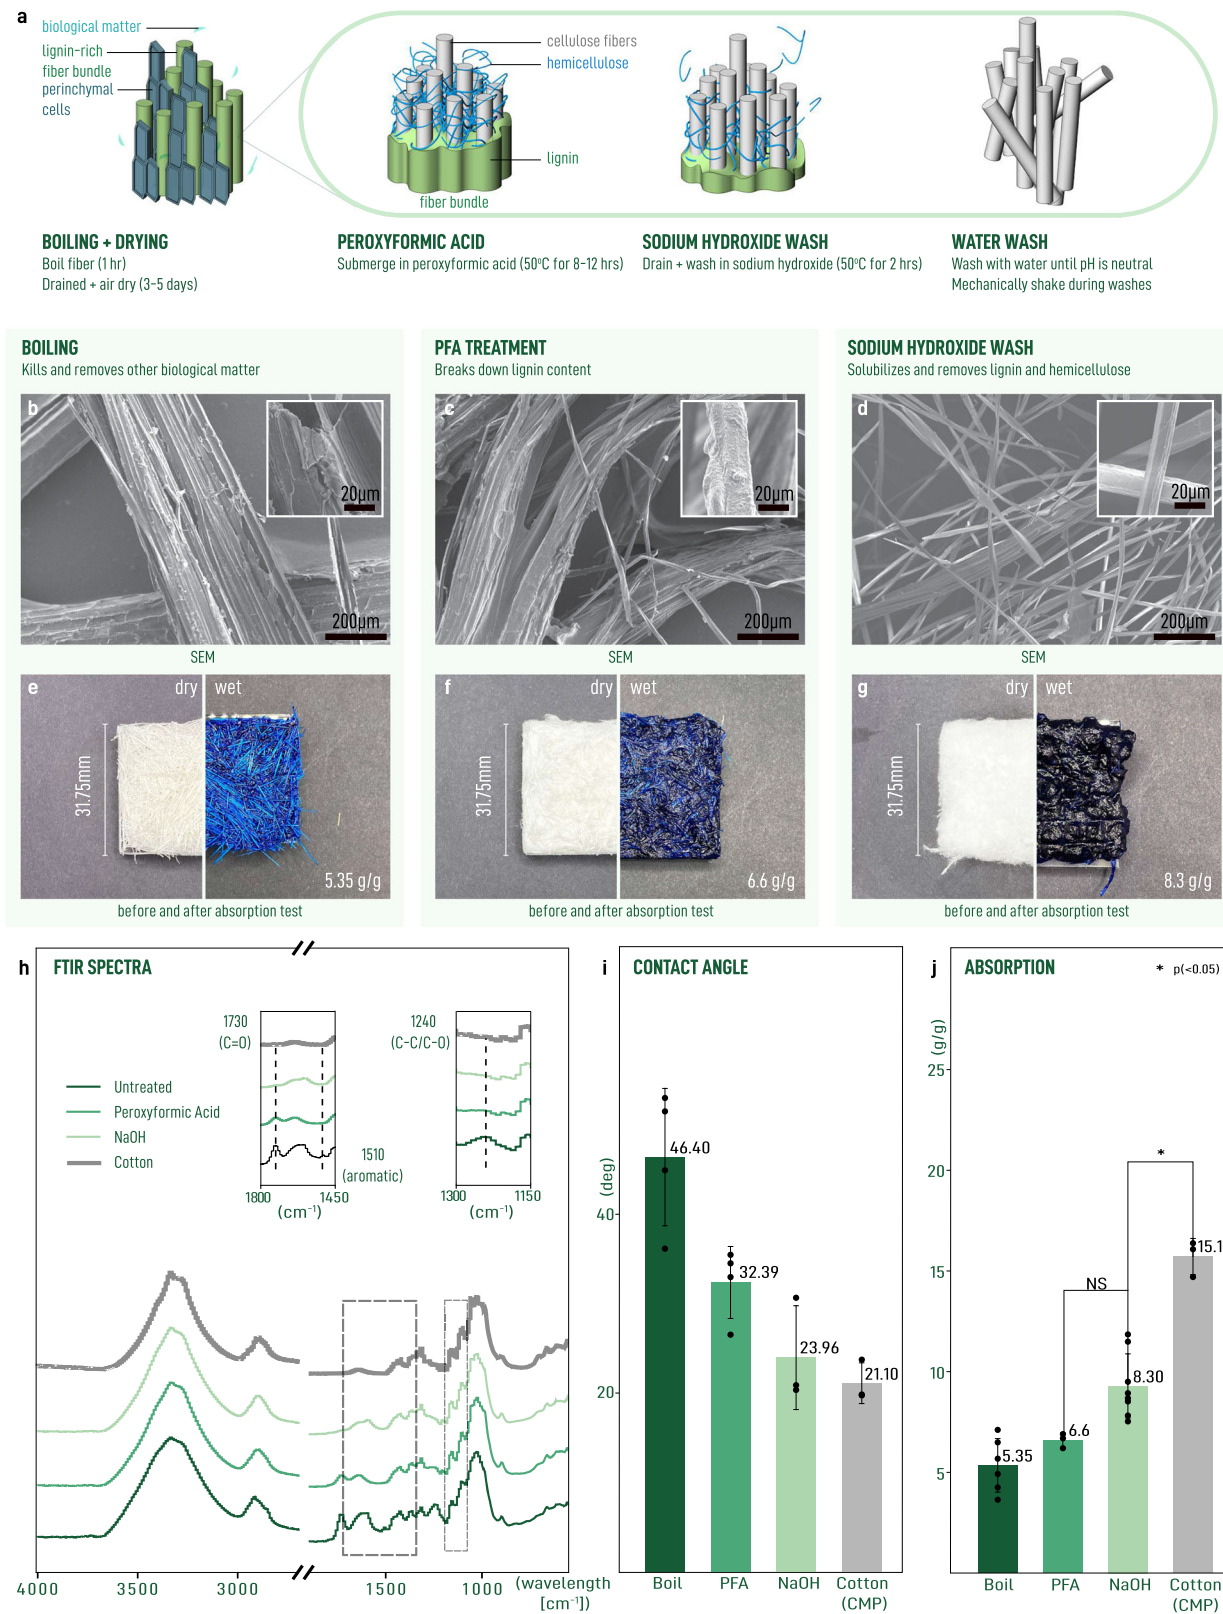 a
biological matter
lignin-rich
fiber bundle
perinchymal
cells
cellulose fibers
hemicellulose
lignin
fiber bundle
BOILING + DRYING
Boil fiber (1 hr)
Drained + air dry (3-5 days)
PEROXYFORMIC ACID
Submerge in peroxyformic acid (50°C for 8-12 hrs)
SODIUM HYDROXIDE WASH
Drain + wash in sodium hydroxide (50°C for 2 hrs)
WATER WASH
Wash with water until pH is neutral
Mechanically shake during washes
BOILING
Kills and removes other biological matter
PFA TREATMENT
Breaks down lignin content
SODIUM HYDROXIDE WASH
Solubilizes and removes lignin and hemicellulose
b
20µm
200µm
SEM
c
20µm
200µm
SEM
d
20µm
200µm
SEM
e
dry
wet
31.75mm
5.35 g/g
before and after absorption test
f
dry
wet
31.75mm
6.6 g/g
before and after absorption test
g
dry
wet
31.75mm
8.3 g/g
before and after absorption test
h
FTIR SPECTRA
1730
(C=O)
1240
(C-C/C-O)
Untreated
Peroxyformic Acid
NaOH
Cotton
1510
(aromatic)
1800
1450
(cm⁻¹)
1300
1150
(cm⁻¹)
4000
3500
3000
1500
1000
(wavelength
[cm⁻¹])
i
CONTACT ANGLE
(deg)
40
20
46.40
32.39
23.96
21.10
Boil
PFA
NaOH
Cotton
(CMP)
j
ABSORPTION
* p(<0.05)
(g/g)
25
20
15
10
5
*
NS
5.35
6.6
8.30
15.1
Boil
PFA
NaOH
Cotton
(CMP)